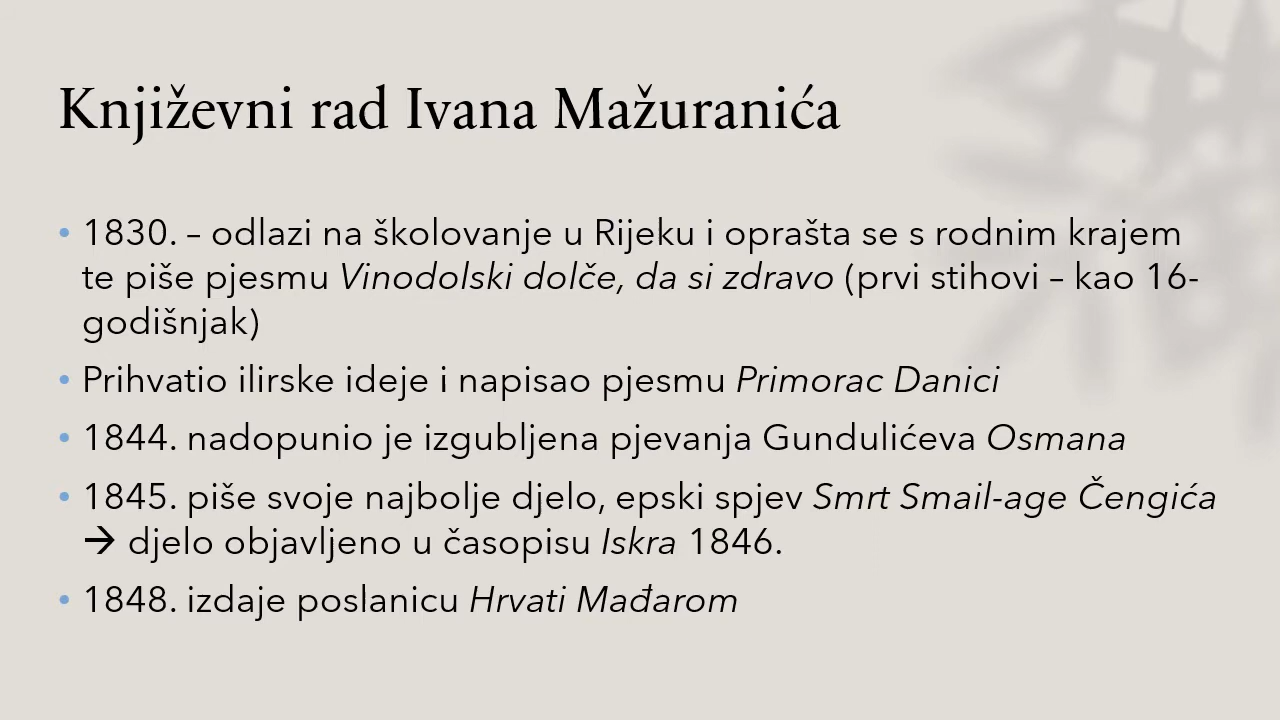 Književni rad Ivana Mažuranića
• 1830. – odlazi na školovanje u Rijeku i oprašta se s rodnim krajem
te piše pjesmu Vinodolski dolče, da si zdravo (prvi stihovi – kao 16-
godišnjak)
• Prihvatio ilirske ideje i napisao pjesmu Primorac Danici
• 1844. nadopunio je izgubljena pjevanja Gundulićeva Osmana
• 1845. piše svoje najbolje djelo, epski spjev Smrt Smail-age Čengića
→ djelo objavljeno u časopisu Iskra 1846.
• 1848. izdaje poslanicu Hrvati Mađarom